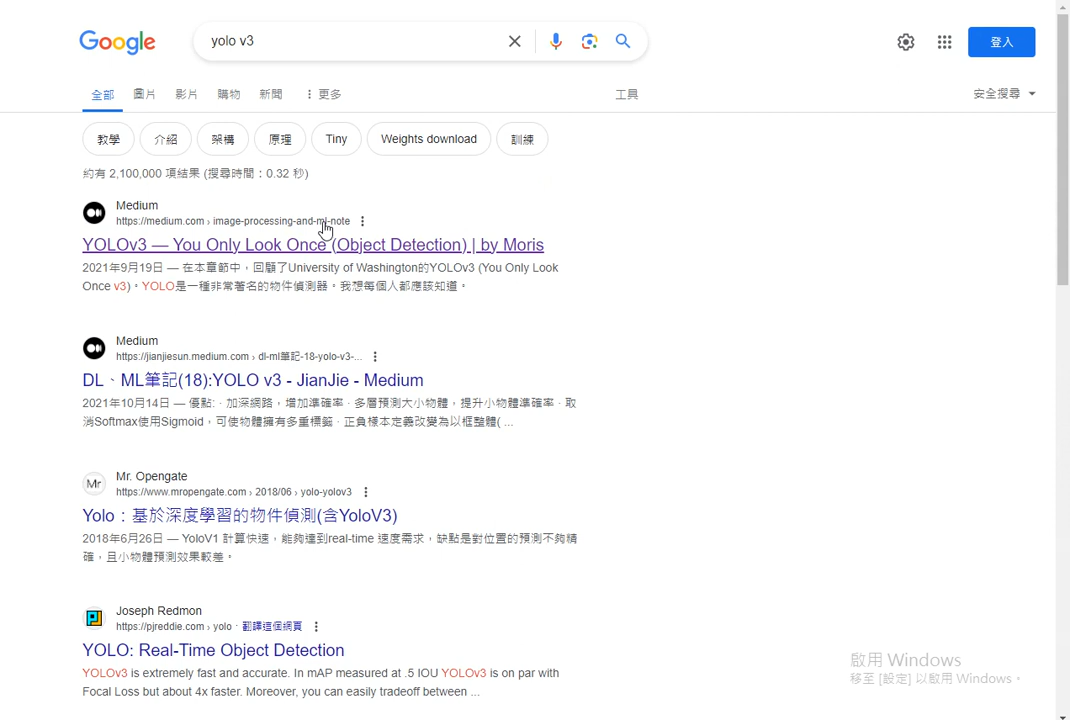 Google
yolo v3
登入
全部 圖片 影片 購物 新聞 更多 工具 安全搜尋
教學 介紹 架構 原理 Tiny Weights download 訓練
約有 2,100,000 項結果 (搜尋時間：0.32 秒)
Medium
https://medium.com › image-processing-and-ml-note
YOLOv3 — You Only Look Once (Object Detection) | by Moris
2021年9月19日 — 在本章節中，回顧了University of Washington的YOLOv3 (You Only Look
Once v3)。YOLO是一種非常著名的物件偵測器。我想每個人都應該知道。
Medium
https://jianjiesun.medium.com › dl-ml筆記-18-yolo-v3-...
DL、ML筆記(18):YOLO v3 - JianJie - Medium
2021年10月14日 — 優點: · 加深網路，增加準確率 · 多層預測大小物體，提升小物體準確率 · 取
消Softmax使用Sigmoid，可使物體擁有多重標籤 · 正負樣本定義改變為以框整體( ...
Mr. Opengate
Mr
https://www.mropengate.com › 2018/06 › yolo-yolov3
Yolo：基於深度學習的物件偵測(含YoloV3)
2018年6月26日 — YoloV1 計算快速，能夠達到real-time 速度需求，缺點是對位置的預測不夠精
確，且小物體預測效果較差。
Joseph Redmon
https://pjreddie.com › yolo · 翻譯這個網頁
YOLO: Real-Time Object Detection
YOLOv3 is extremely fast and accurate. In mAP measured at .5 IOU YOLOv3 is on par with
Focal Loss but about 4x faster. Moreover, you can easily tradeoff between ...
啟用 Windows
移至 [設定] 以啟用 Windows。